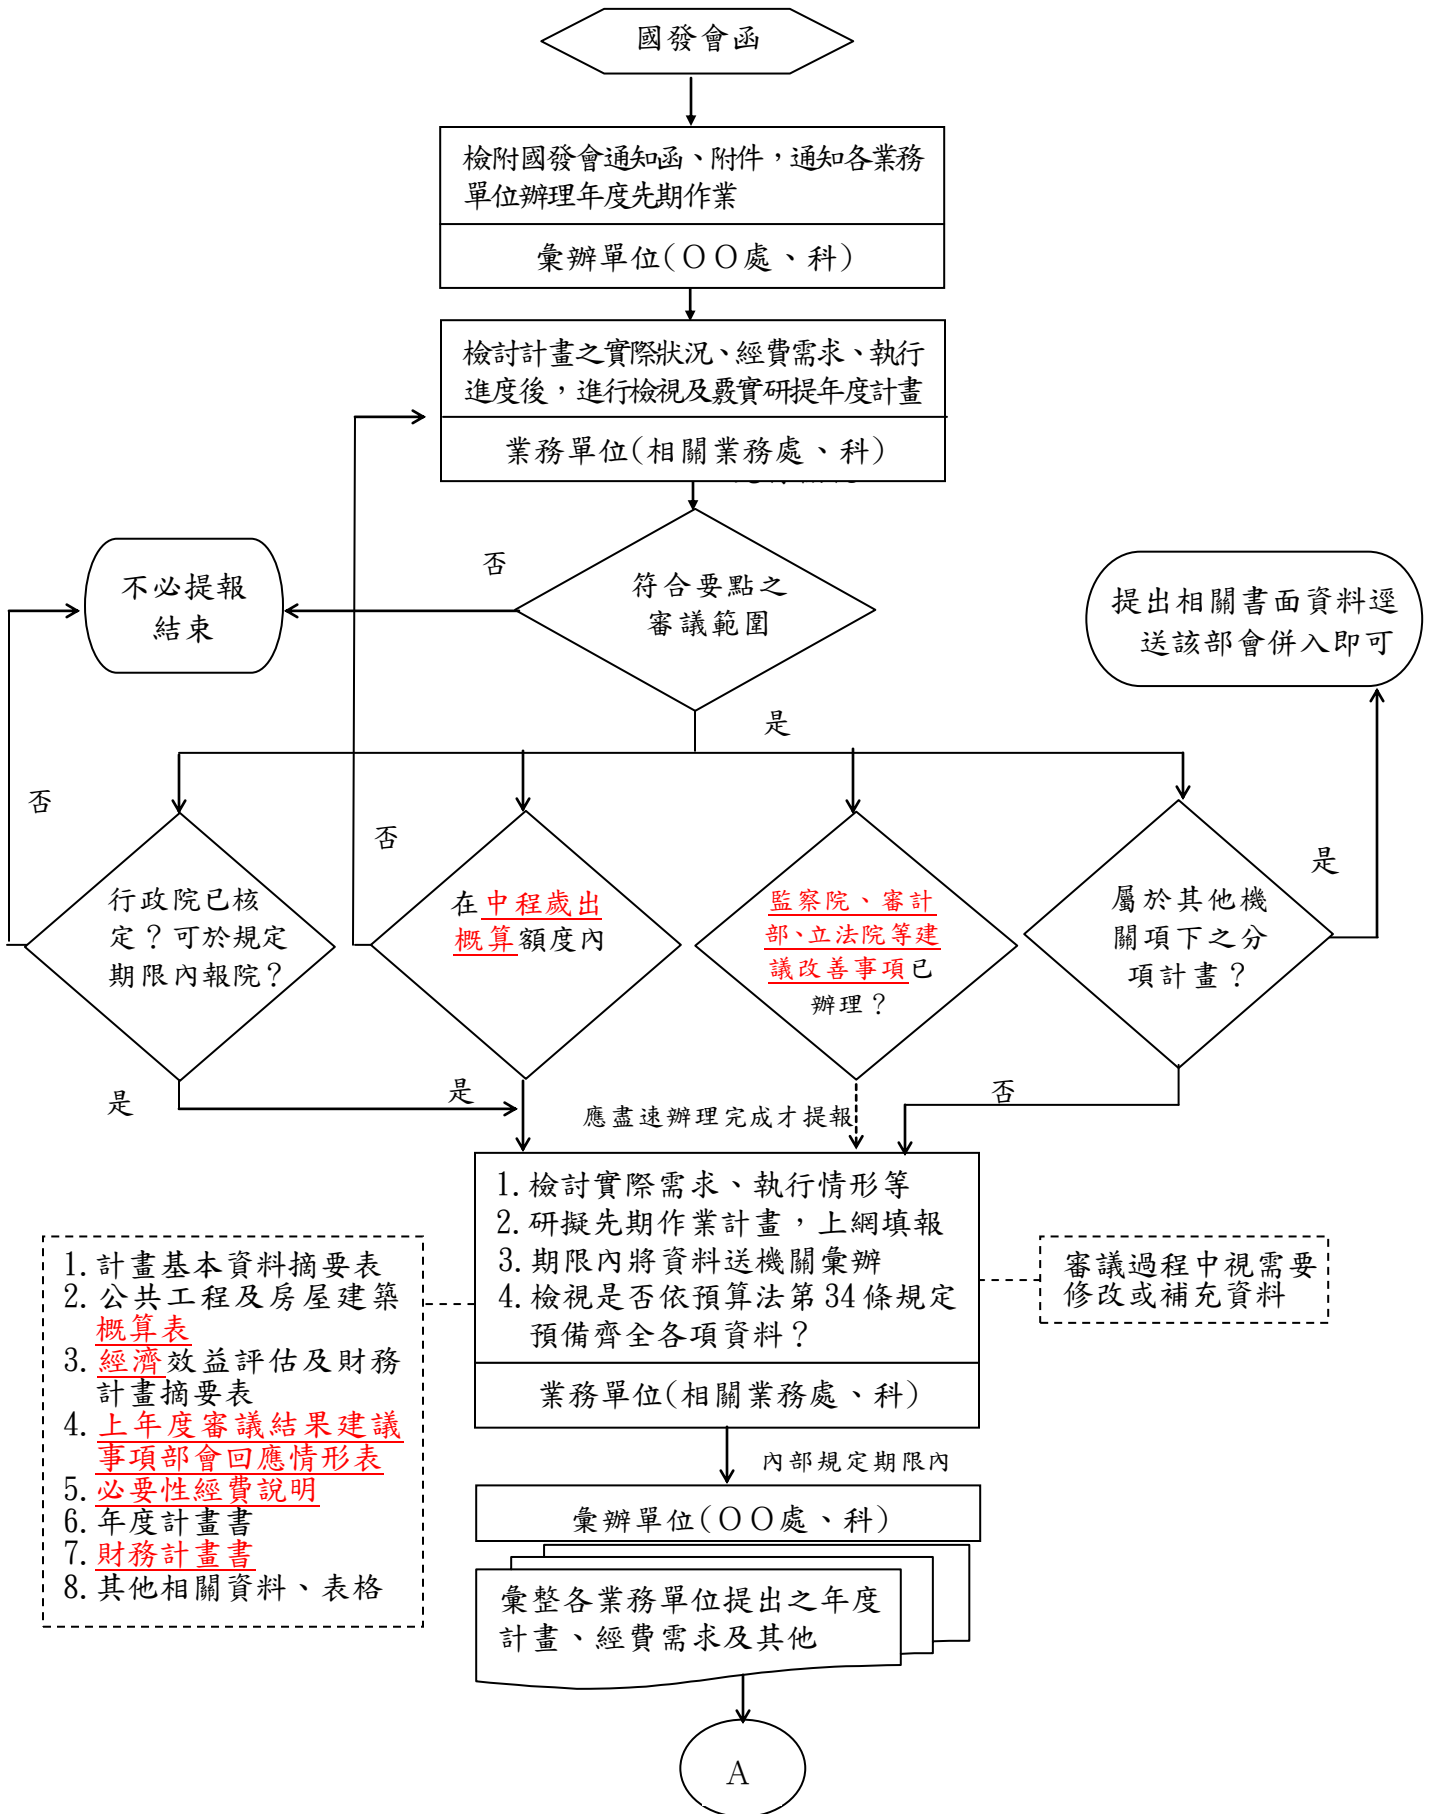 國發會函
檢附國發會通知函、附件，通知各業務
單位辦理年度先期作業
彙辦單位(ＯＯ處、科)
檢討計畫之實際狀況、經費需求、執行
進度後，進行檢視及覈實研提年度計畫
業務單位(相關業務處、科)
否
符合要點之
審議範圍
不必提報
結束
提出相關書面資料逕
送該部會併入即可
是
否
否
是
行政院已核
定？可於規定
期限內報院？
在中程歲出
概算額度內
監察院、審計
部、立法院等建
議改善事項已
辦理？
屬於其他機
關項下之分
項計畫？
是
是
應盡速辦理完成才提報
否
1.檢討實際需求、執行情形等
2.研擬先期作業計畫，上網填報
3.期限內將資料送機關彙辦
4.檢視是否依預算法第34條規定
預備齊全各項資料？
業務單位(相關業務處、科)
1.計畫基本資料摘要表
2.公共工程及房屋建築
概算表
3.經濟效益評估及財務
計畫摘要表
4.上年度審議結果建議
事項部會回應情形表
5.必要性經費說明
6.年度計畫書
7.財務計畫書
8.其他相關資料、表格
審議過程中視需要
修改或補充資料
內部規定期限內
彙辦單位(ＯＯ處、科)
彙整各業務單位提出之年度
計畫、經費需求及其他
A